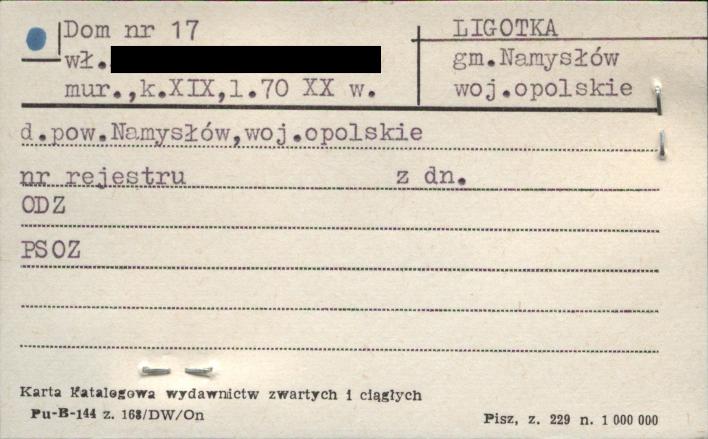 Dom nr 17
wł.
mur.,k.XIX,l.70 XX w.
LIGOTKA
gm.Namysłów
woj.opolskie
d.pow.Namysłów,woj.opolskie
nr rejestru z dn.
ODZ
PSOZ
Karta Katalogowa wydawnictw zwartych i ciągłych
Pu-B-144 z. 163/DW/On
Pisz, z. 229 n. 1 000 000